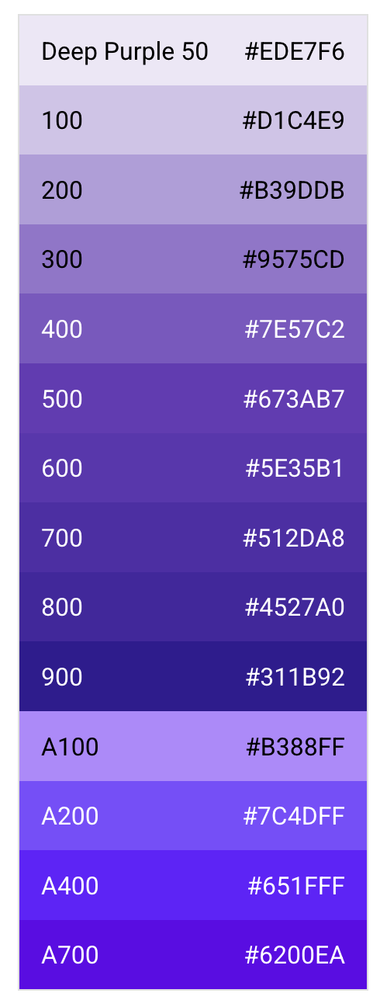 Deep Purple 50 #EDE7F6
100 #D1C4E9
200 #B39DDB
300 #9575CD
400 #7E57C2
500 #673AB7
600 #5E35B1
700 #512DA8
800 #4527A0
900 #311B92
A100 #B388FF
A200 #7C4DFF
A400 #651FFF
A700 #6200EA